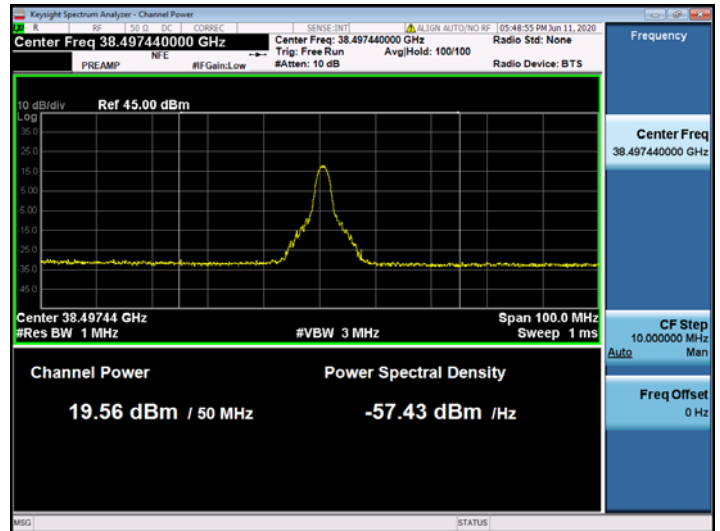 Keysight Spectrum Analyzer - Channel Power
R RF 50 Ω DC CORREC SENSE:INT ALIGN AUTO/NO RF 05:48:55 PM Jun 11, 2020
Center Freq 38.497440000 GHz Center Freq: 38.497440000 GHz Radio Std: None Frequency
NFE Trig: Free Run Avg|Hold: 100/100
PREAMP #IFGain:Low #Atten: 10 dB Radio Device: BTS
10 dB/div Ref 45.00 dBm
Log
35.0
25.0
15.0
5.00
-5.00
-15.0
-25.0
-35.0
-45.0
Center Freq
38.497440000 GHz
Center 38.49744 GHz Span 100.0 MHz
#Res BW 1 MHz #VBW 3 MHz Sweep 1 ms
CF Step
10.000000 MHz
Auto Man
Channel Power Power Spectral Density
19.56 dBm / 50 MHz -57.43 dBm /Hz
Freq Offset
0 Hz
MSG STATUS